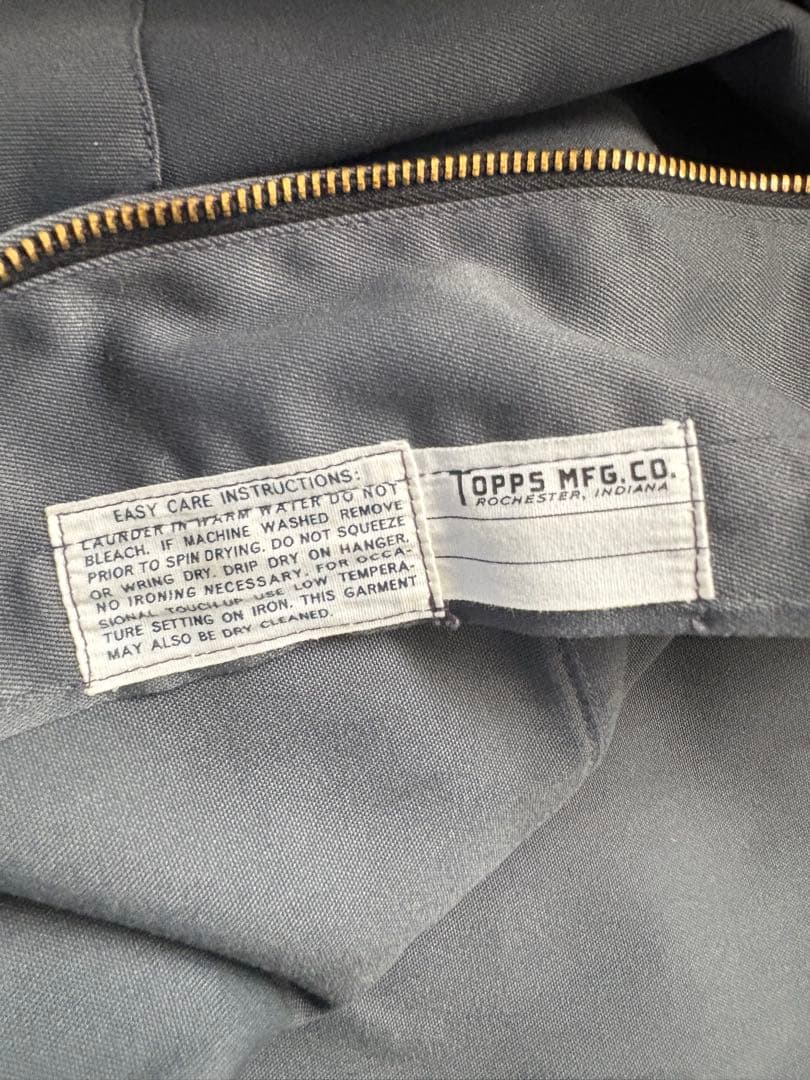 EASY CARE INSTRUCTIONS:
LAUNDER IN WARM WATER DO NOT
BLEACH. IF MACHINE WASHED REMOVE
PRIOR TO SPIN DRYING. DO NOT SQUEEZE
OR WRING DRY. DRIP DRY ON HANGER.
NO IRONING NECESSARY. FOR OCCA-
SIONAL TOUCH-UP USE LOW TEMPERA-
TURE SETTING ON IRON. THIS GARMENT
MAY ALSO BE DRY CLEANED.
TOPPS MFG.CO.
ROCHESTER, INDIANA